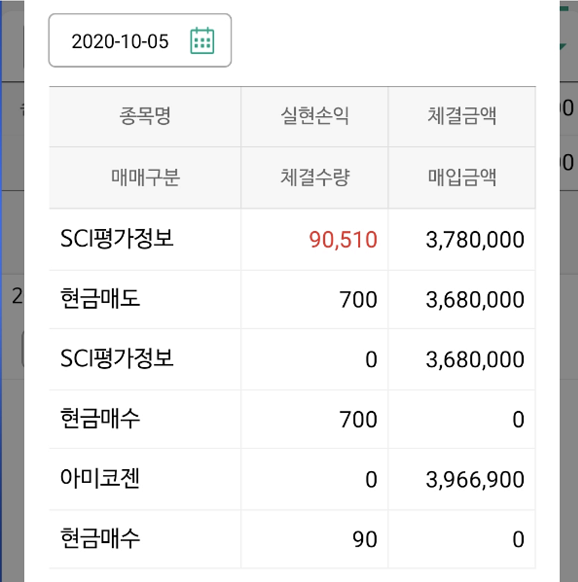 2020-10-05
종목명 실현손익 체결금액
매매구분 체결수량 매입금액
SCI평가정보 90,510 3,780,000
현금매도 700 3,680,000
SCI평가정보 0 3,680,000
현금매수 700 0
아미코젠 0 3,966,900
현금매수 90 0